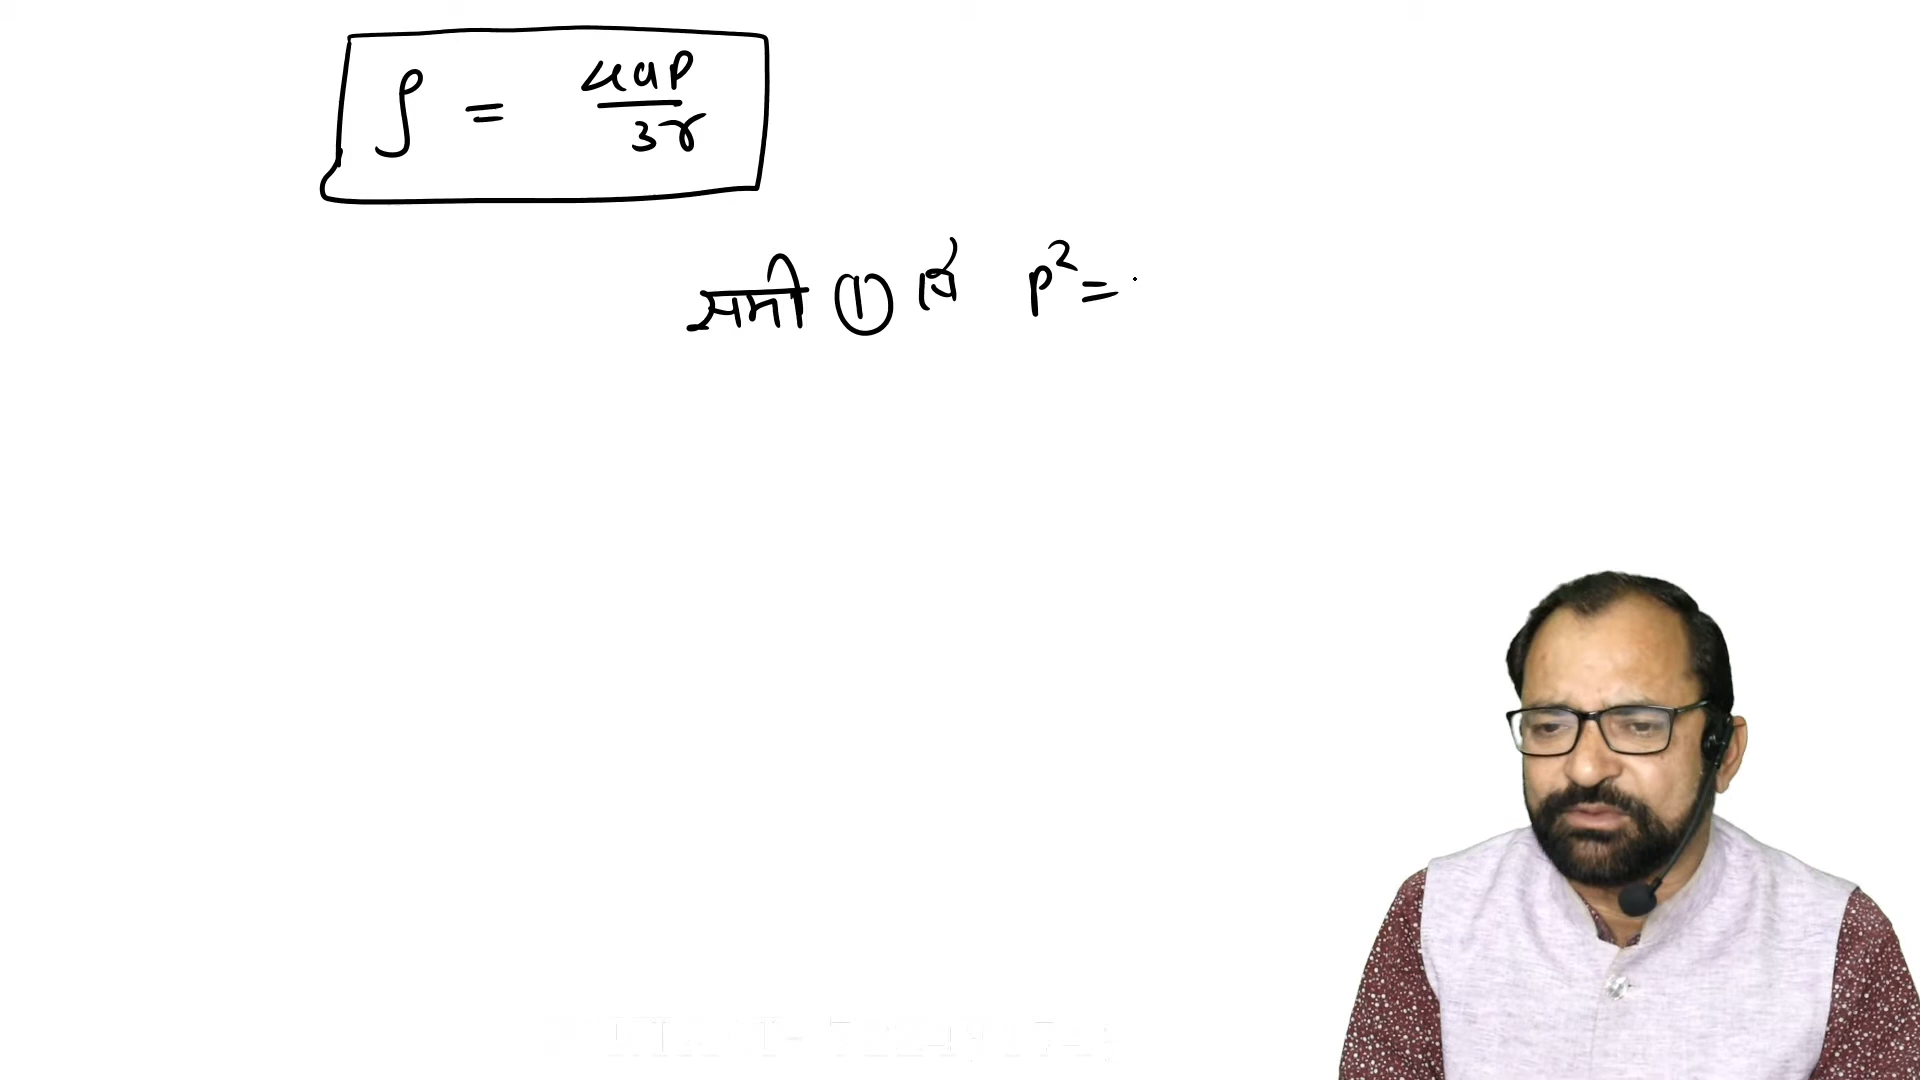 ρ = 4ap / 3r
समी ① से p² =